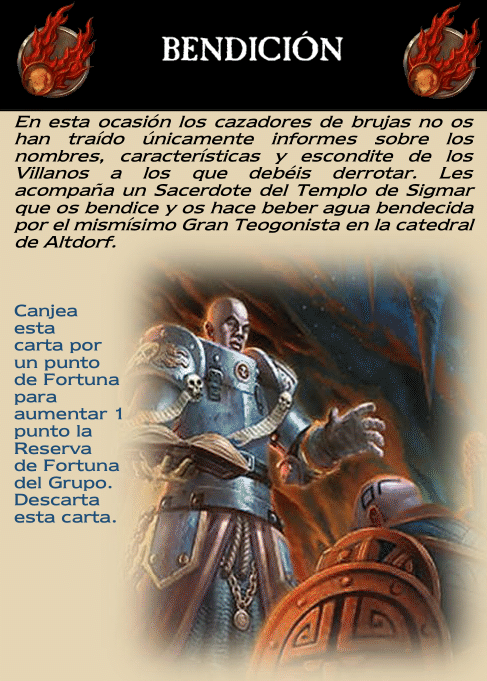 BENDICIÓN
En esta ocasión los cazadores de brujas no os
han traído únicamente informes sobre los
nombres, características y escondite de los
Villanos a los que debéis derrotar. Les
acompaña un Sacerdote del Templo de Sigmar
que os bendice y os hace beber agua bendecida
por el mismísimo Gran Teogonista en la catedral
de Altdorf.
Canjea
esta
carta por
un punto
de Fortuna
para
aumentar 1
punto la
Reserva
de Fortuna
del Grupo.
Descarta
esta carta.